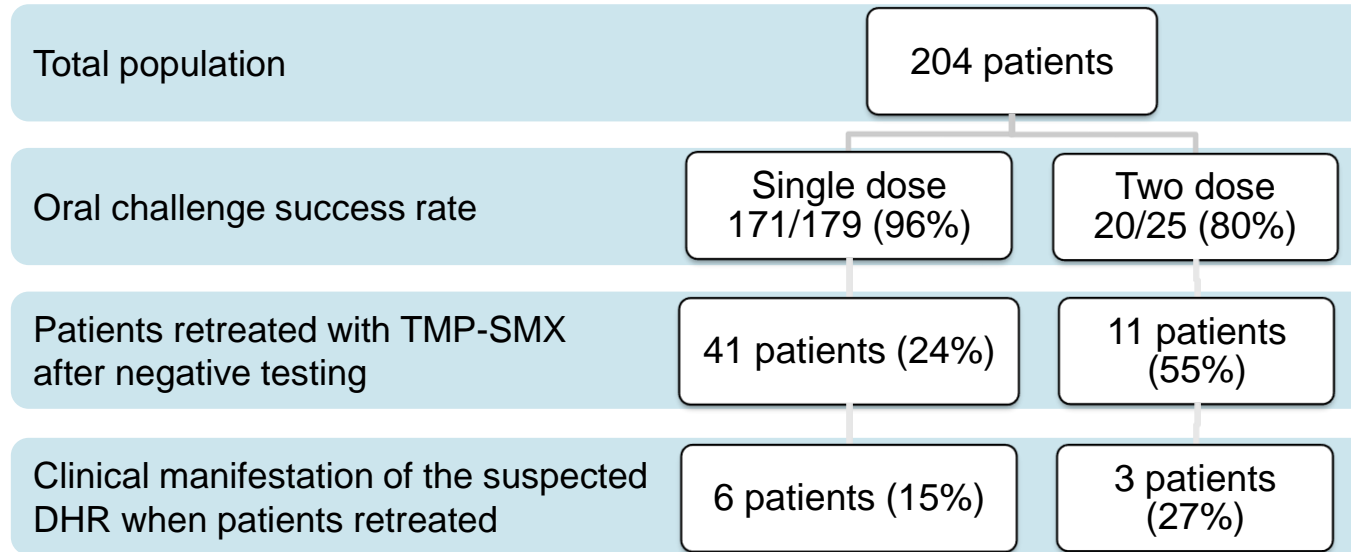 Total population
204 patients
Oral challenge success rate
Single dose
171/179 (96%)
Two dose
20/25 (80%)
Patients retreated with TMP-SMX
after negative testing
41 patients (24%)
11 patients
(55%)
Clinical manifestation of the suspected
DHR when patients retreated
6 patients (15%)
3 patients
(27%)